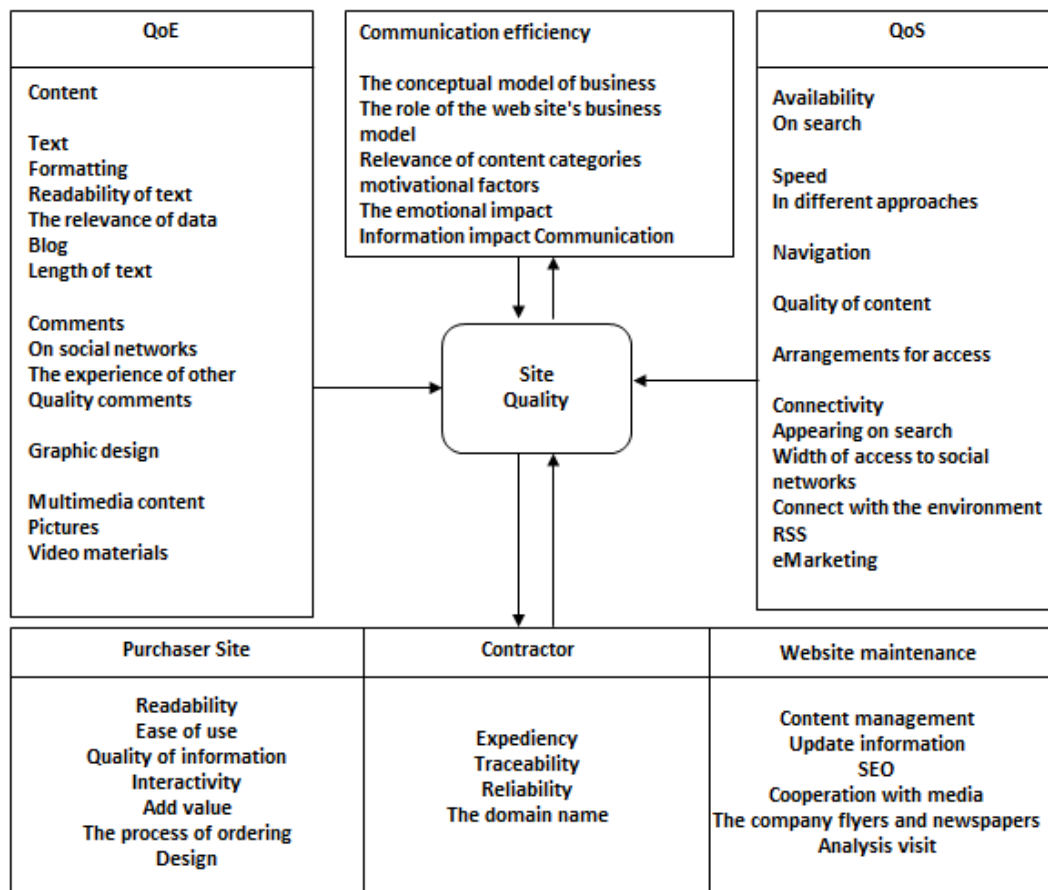 QoE
Content
Text
Formatting
Readability of text
The relevance of data
Blog
Length of text
Comments
On social networks
The experience of other
Quality comments
Graphic design
Multimedia content
Pictures
Video materials
Communication efficiency
The conceptual model of business
The role of the web site's business
model
Relevance of content categories
motivational factors
The emotional impact
Information impact Communication
QoS
Availability
On search
Speed
In different approaches
Navigation
Quality of content
Arrangements for access
Connectivity
Appearing on search
Width of access to social
networks
Connect with the environment
RSS
eMarketing
Site
Quality
Purchaser Site
Readability
Ease of use
Quality of information
Interactivity
Add value
The process of ordering
Design
Contractor
Expediency
Traceability
Reliability
The domain name
Website maintenance
Content management
Update information
SEO
Cooperation with media
The company flyers and newspapers
Analysis visit